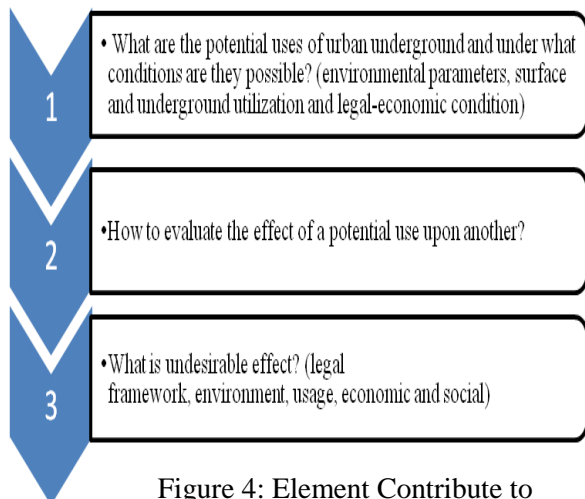 1
• What are the potential uses of urban underground and under what
conditions are they possible? (environmental parameters, surface
and underground utilization and legal-economic condition)
2
•How to evaluate the effect of a potential use upon another?
3
•What is undesirable effect? (legal
framework, environment, usage, economic and social)
Figure 4: Element Contribute to